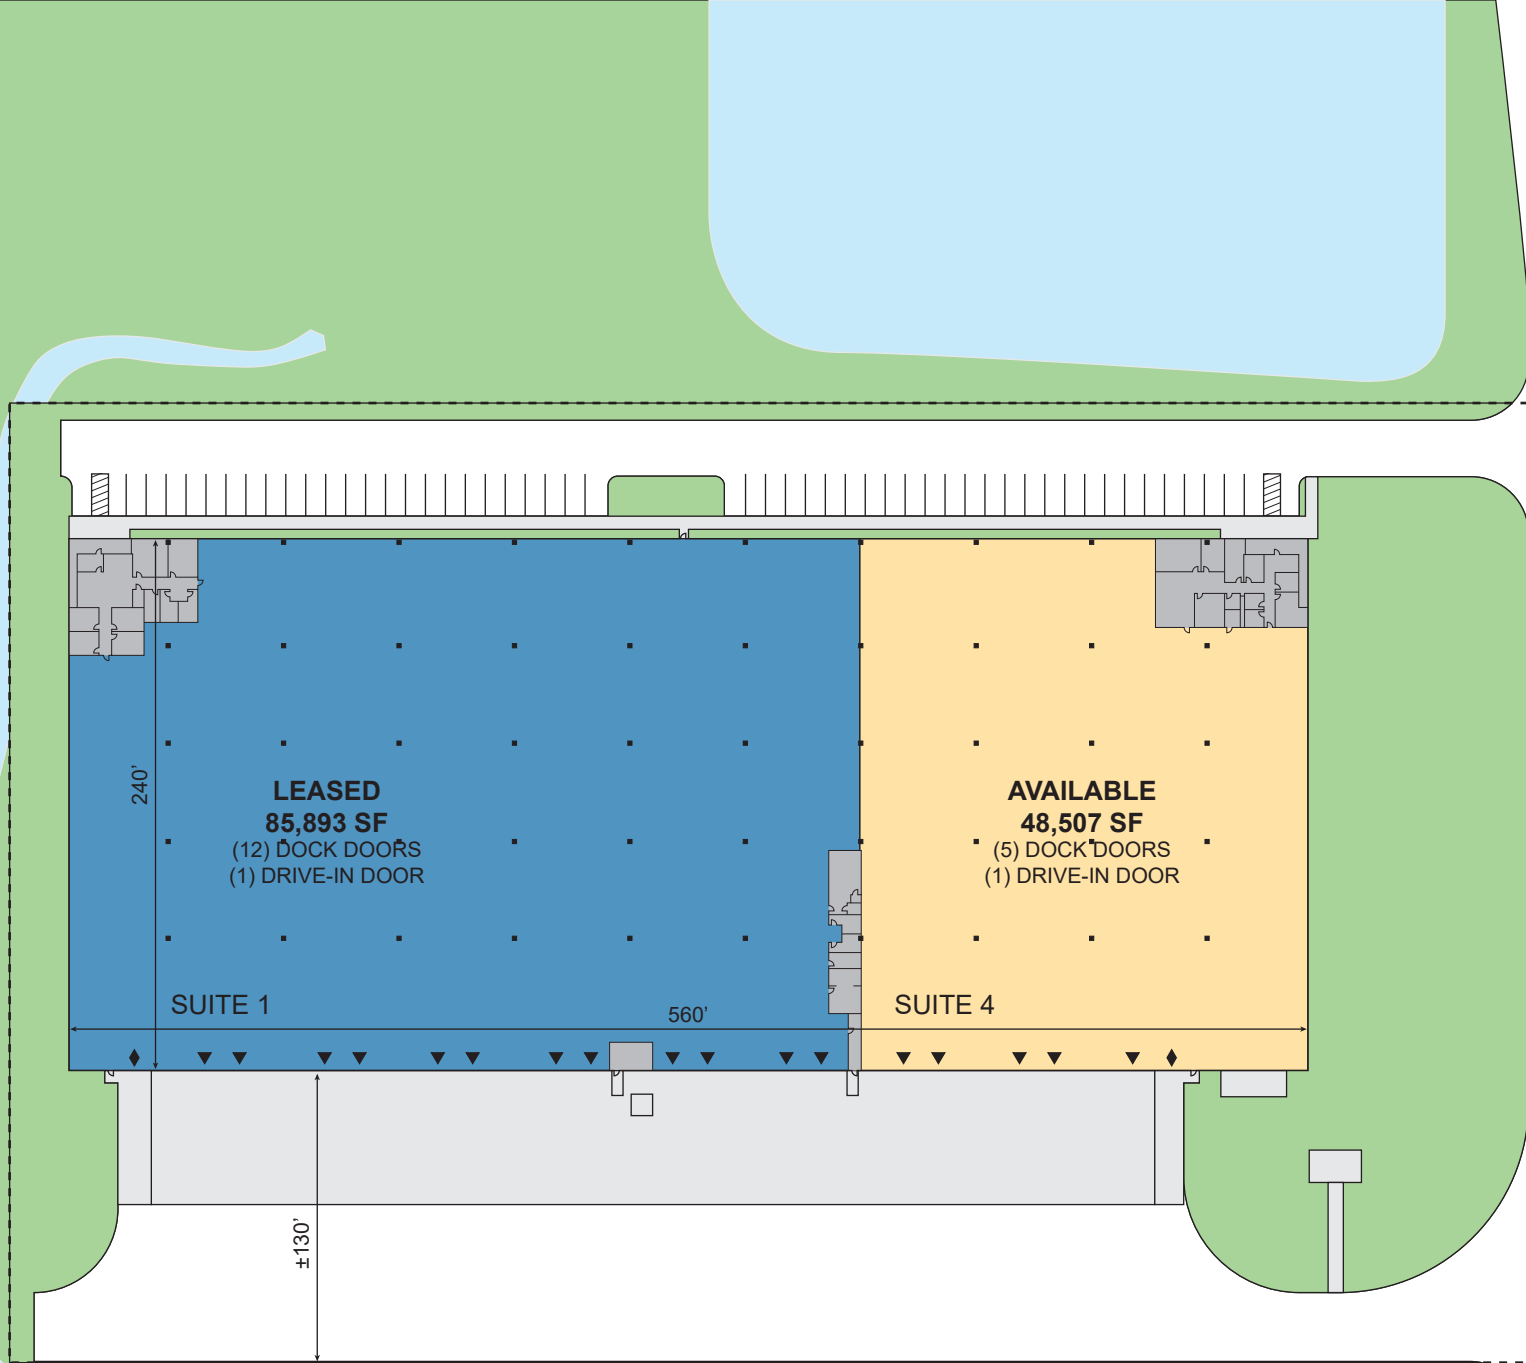 240’
LEASED
85,893 SF
(12) DOCK DOORS
(1) DRIVE-IN DOOR
AVAILABLE
48,507 SF
(5) DOCK DOORS
(1) DRIVE-IN DOOR
SUITE 1
560’
SUITE 4
±130’